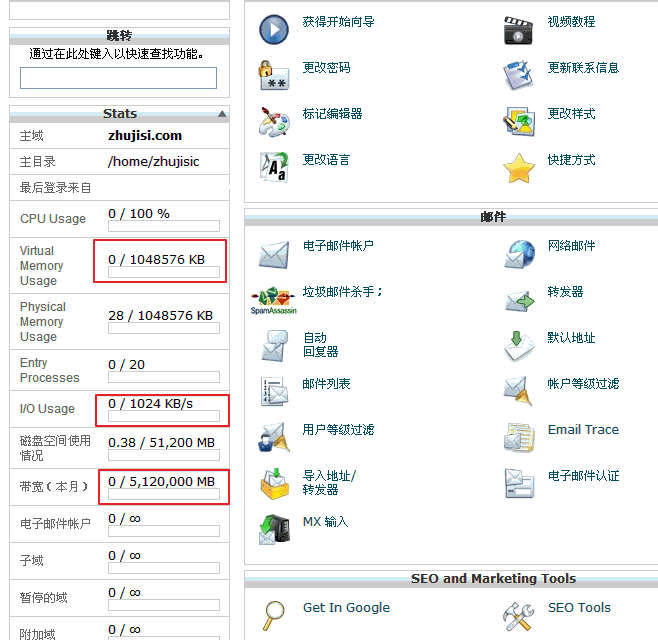 跳转
通过在此处键入以快速查找功能。
Stats
主域 zhujisi.com
主目录 /home/zhujisic
最后登录来自
CPU Usage 0 / 100 %
Virtual
Memory
Usage
0 / 1048576 KB
Physical
Memory
Usage
28 / 1048576 KB
Entry
Processes
0 / 20
I/O Usage 0 / 1024 KB/s
磁盘空间使用
情况
0.38 / 51,200 MB
带宽（本月） 0 / 5,120,000 MB
电子邮件帐户 0 / ∞
子域 0 / ∞
暂停的域 0 / ∞
附加域 0 / ∞
获得开始向导 视频教程
更改密码 更新联系信息
标记编辑器 更改样式
更改语言 快捷方式
邮件
电子邮件帐户 网络邮件
SpamAssassin
垃圾邮件杀手； 转发器
自动
回复器
默认地址
邮件列表 帐户等级过滤
用户等级过滤 Email Trace
导入地址/
转发器
电子邮件认证
MX 输入
SEO and Marketing Tools
Get In Google SEO Tools